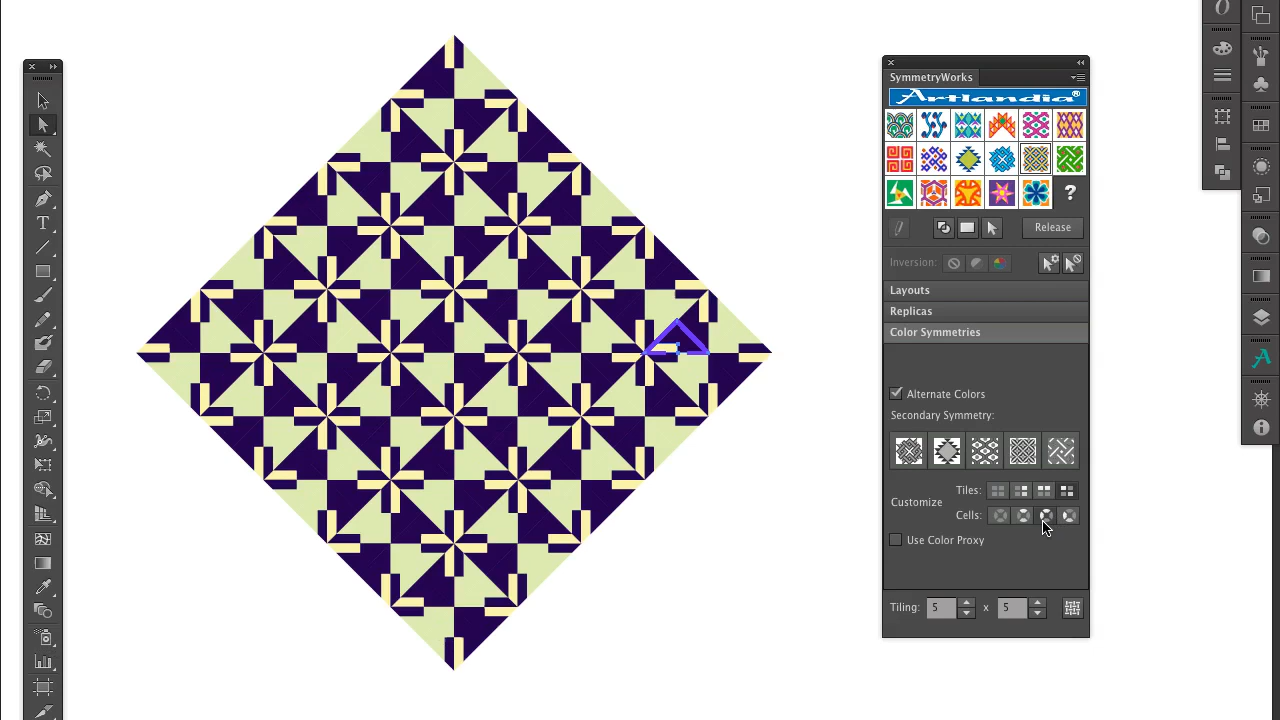 SymmetryWorks
Artlandia®
?
Release
Inversion:
Layouts
Replicas
Color Symmetries
Alternate Colors
Secondary Symmetry:
Tiles:
Customize
Cells:
Use Color Proxy
Tiling: 5 x 5